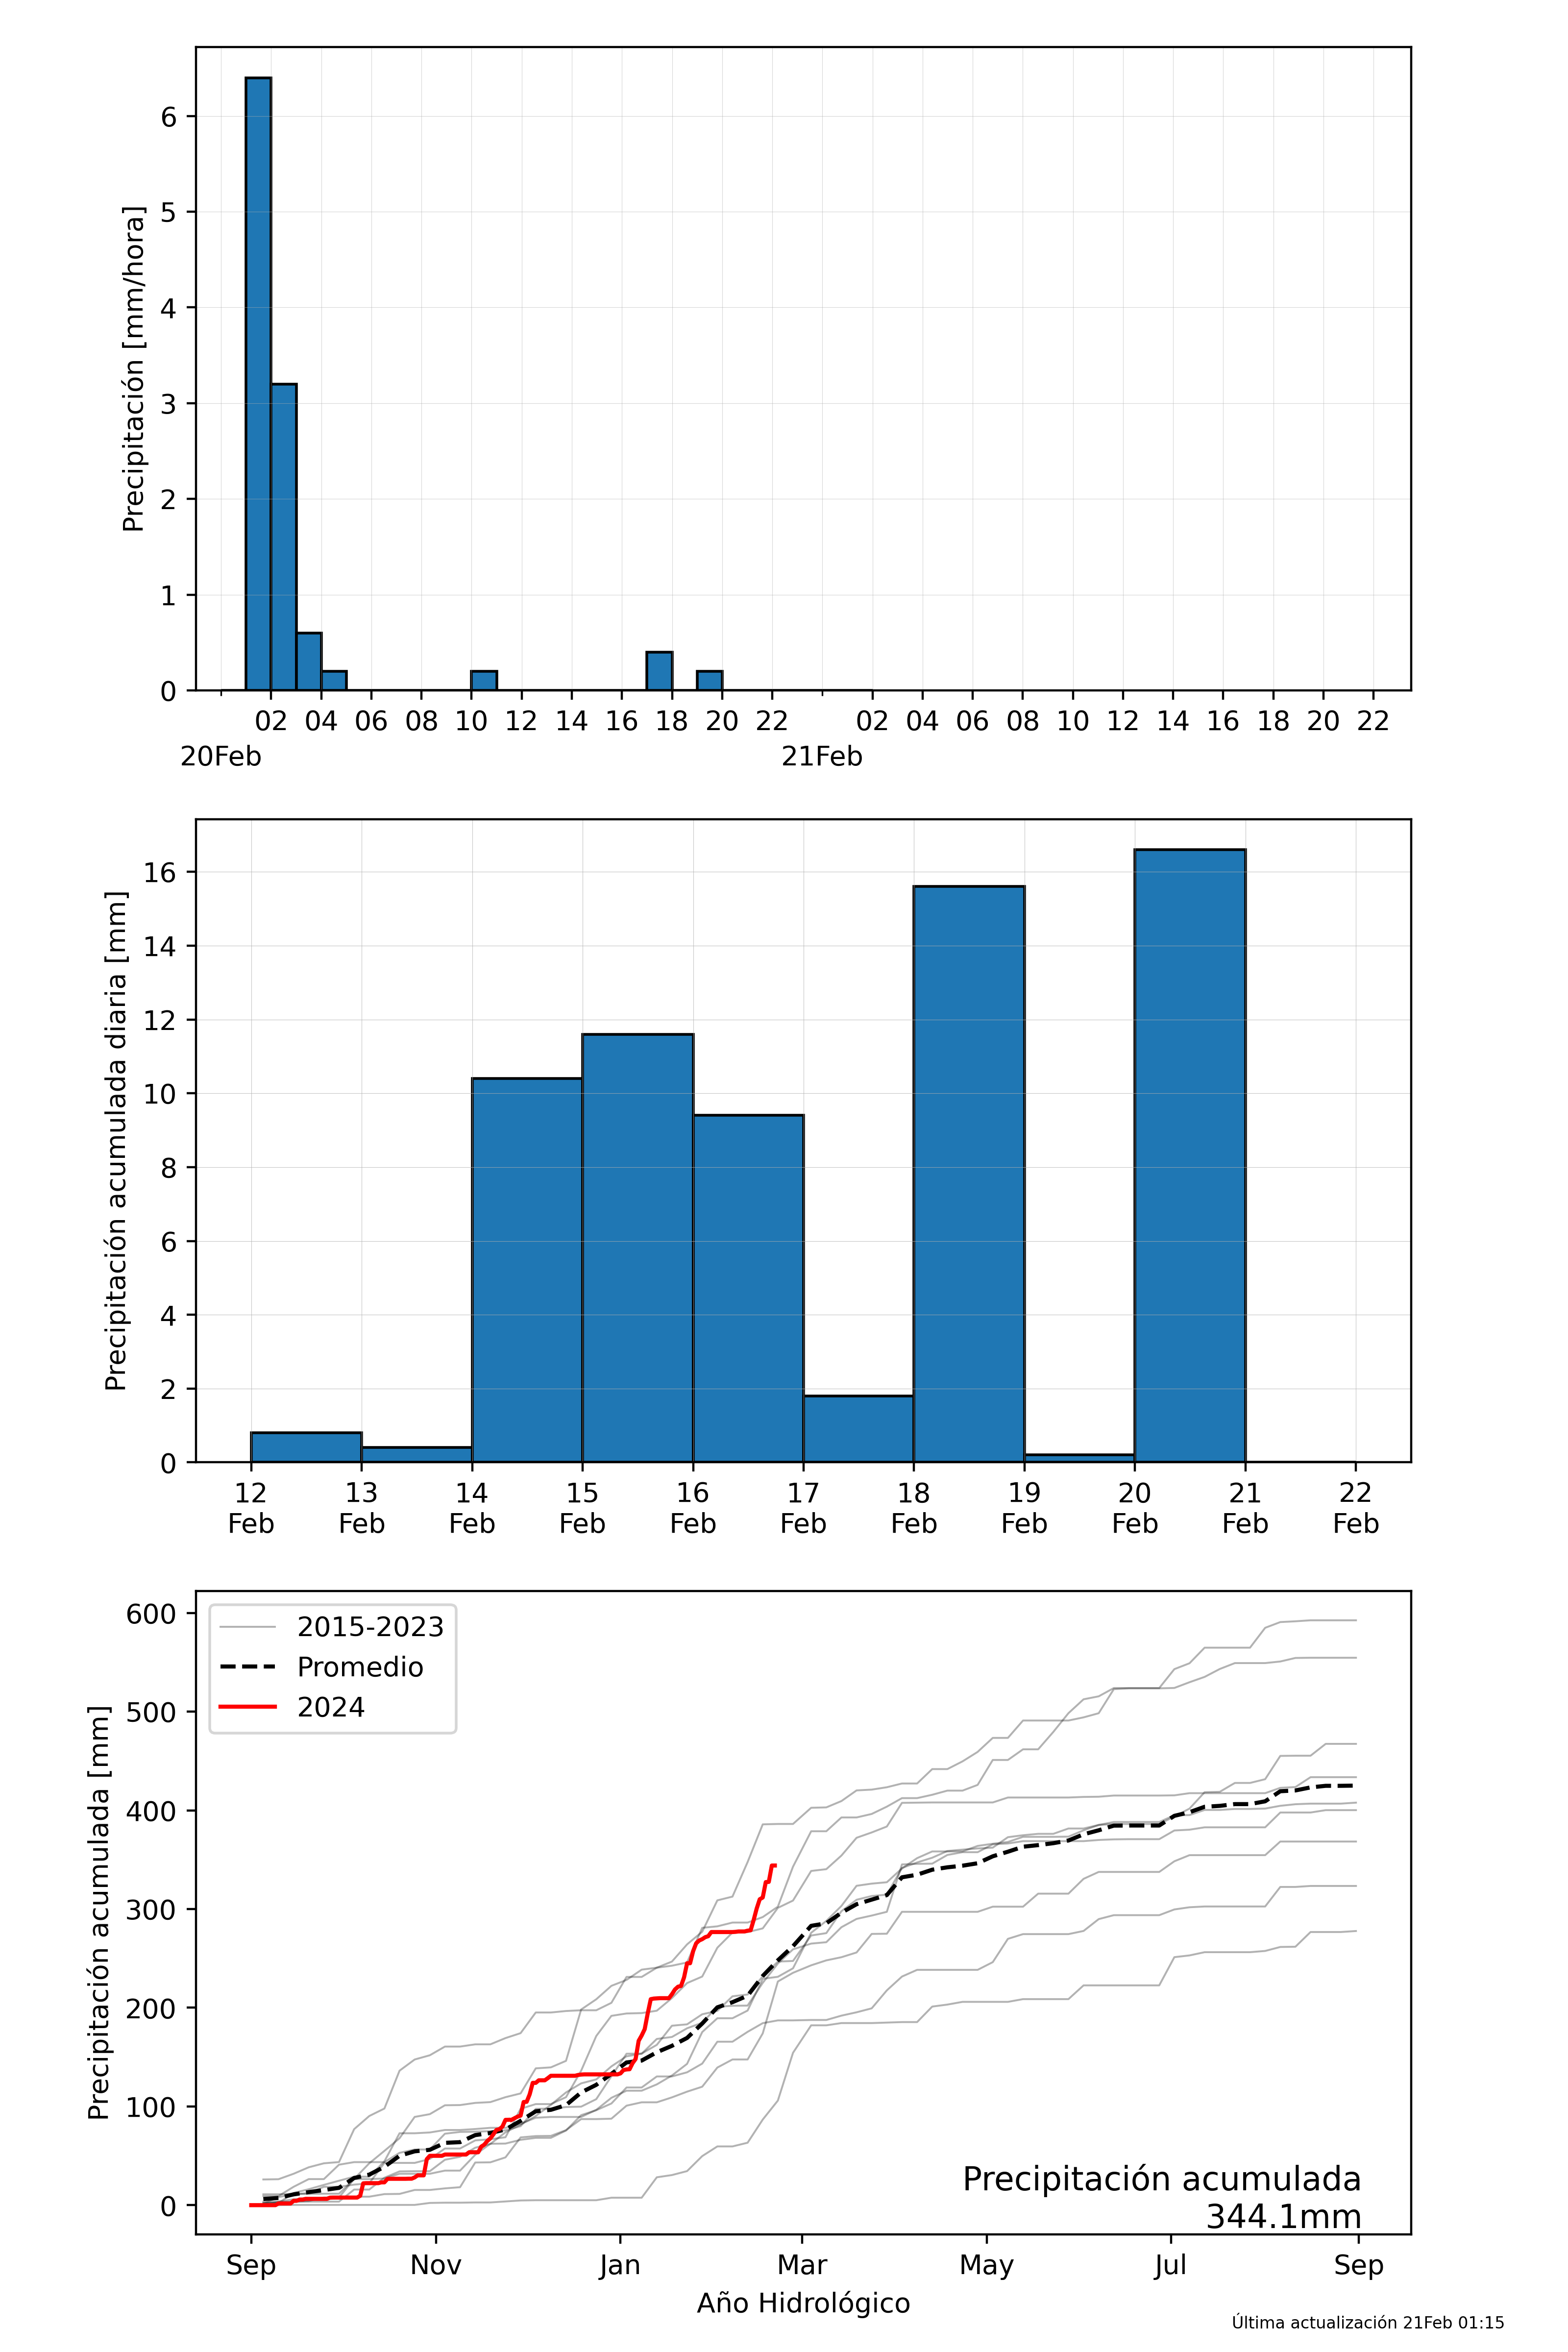 Precipitación [mm/hora]
6
5
4
3
2
1
0
02 04 06 08 10 12 14 16 18 20 22 02 04 06 08 10 12 14 16 18 20 22
20Feb 21Feb
Precipitación acumulada diaria [mm]
16
14
12
10
8
6
4
2
0
12 13 14 15 16 17 18 19 20 21 22
Feb Feb Feb Feb Feb Feb Feb Feb Feb Feb Feb
Precipitación acumulada [mm]
600
500
400
300
200
100
0
2015-2023
Promedio
2024
Precipitación acumulada
344.1mm
Sep Nov Jan Mar May Jul Sep
Año Hidrológico
Última actualización 21Feb 01:15